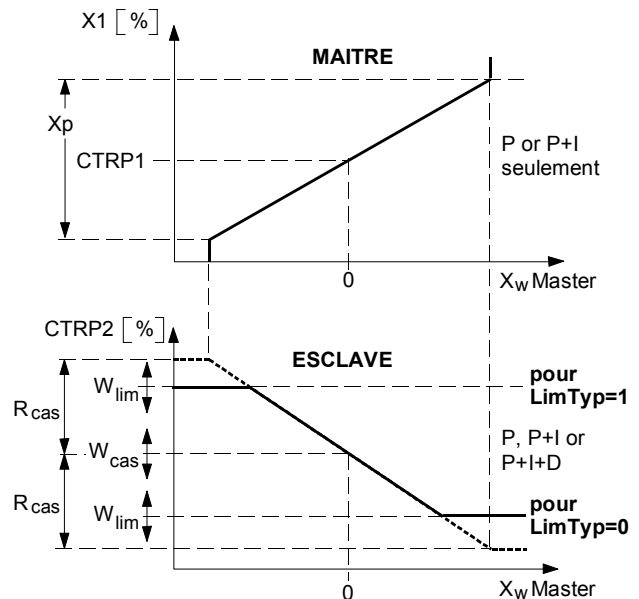 X1 [ % ]
MAITRE
Xp
CTRP1
P or P+I
seulement
0
Xw Master
CTRP2 [ % ]
ESCLAVE
pour
LimTyp=1
Wlim
Rcas
Wcas
P, P+I or
P+I+D
Rcas
Wlim
pour
LimTyp=0
0
Xw Master